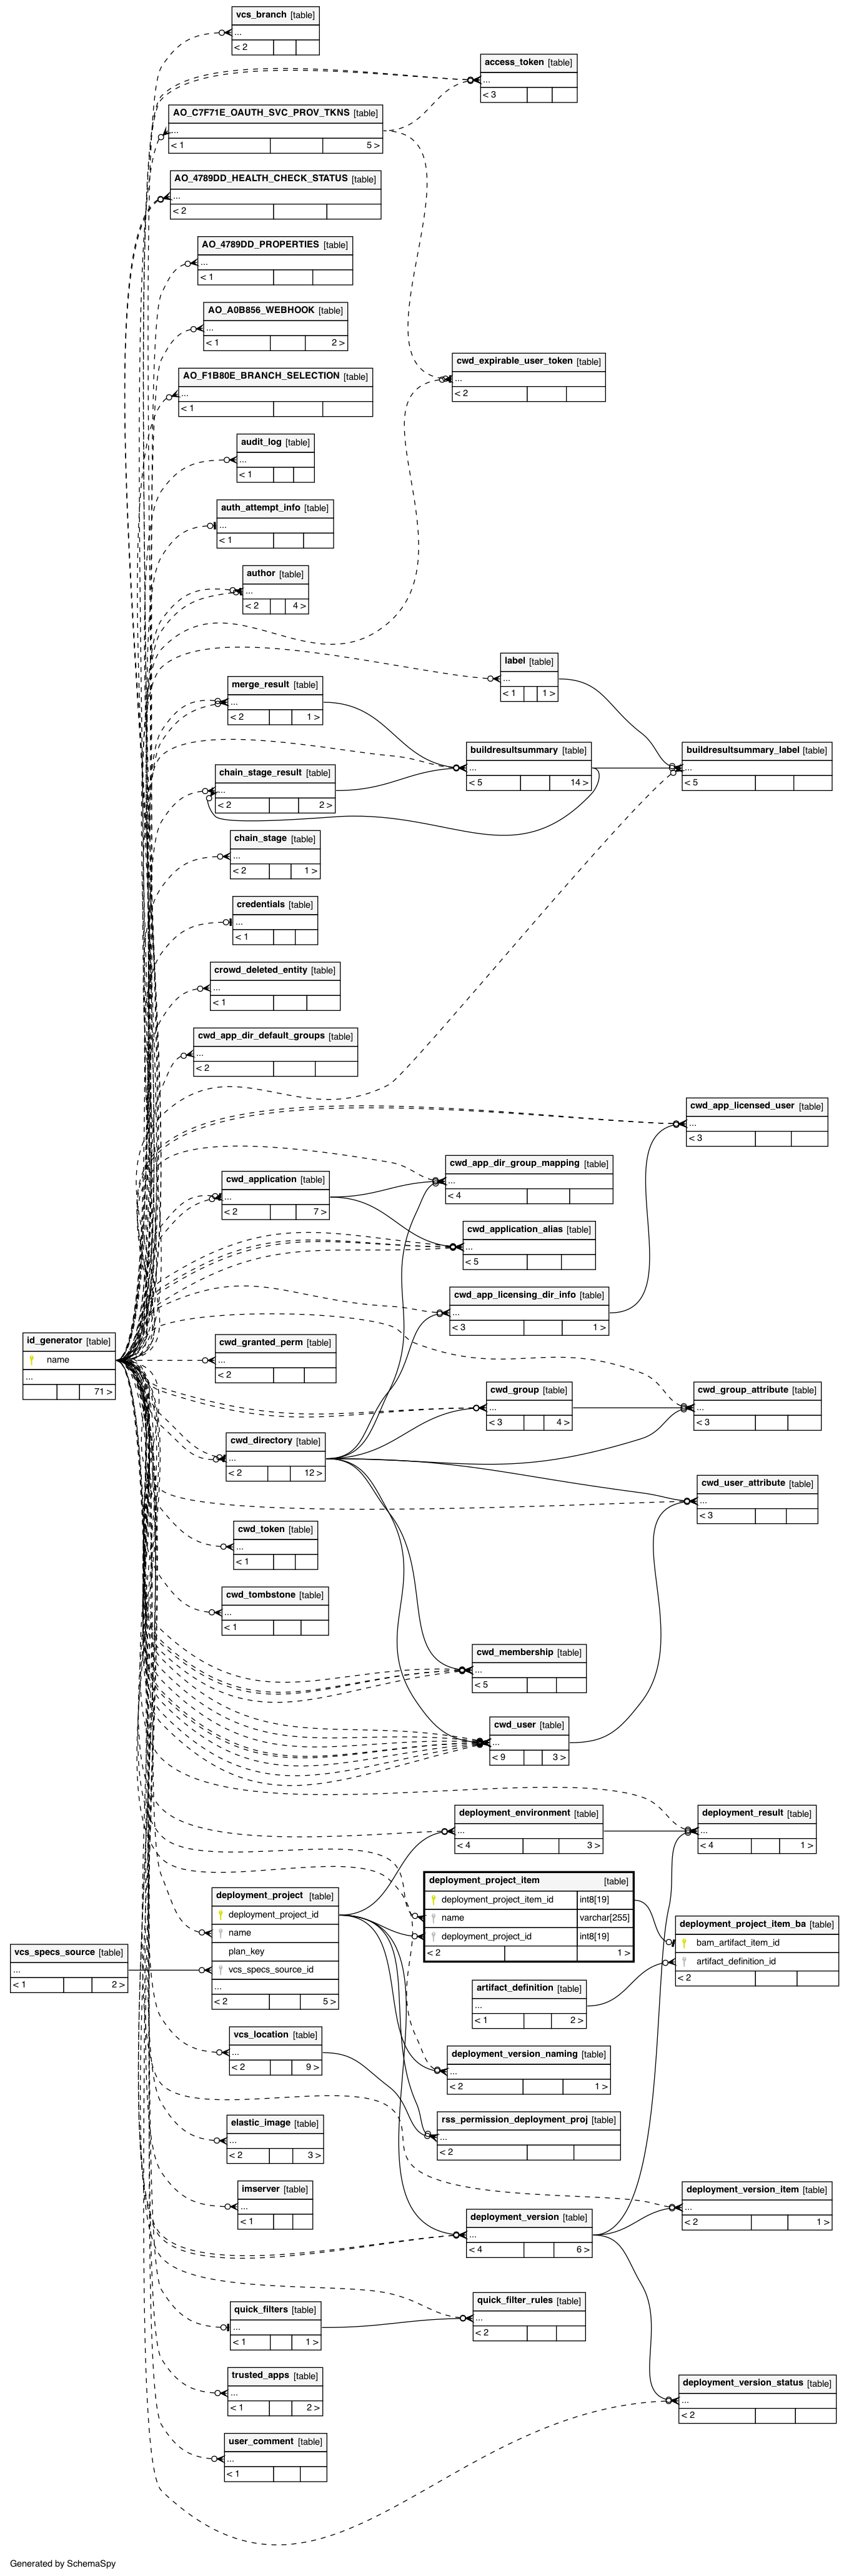 vcs_branch [table]
...
< 2
access_token [table]
...
< 3
AO_C7F71E_OAUTH_SVC_PROV_TKNS [table]
...
< 1 5 >
AO_4789DD_HEALTH_CHECK_STATUS [table]
...
< 2
AO_4789DD_PROPERTIES [table]
...
< 1
AO_A0B856_WEBHOOK [table]
...
< 1 2 >
cwd_expirable_user_token [table]
...
< 2
AO_F1B80E_BRANCH_SELECTION [table]
...
< 1
audit_log [table]
...
< 1
auth_attempt_info [table]
...
< 1
author [table]
...
< 2 4 >
label [table]
...
< 1 1 >
merge_result [table]
...
< 2 1 >
buildresultsummary [table]
...
< 5 14 >
buildresultsummary_label [table]
...
< 5
chain_stage_result [table]
...
< 2 2 >
chain_stage [table]
...
< 2 1 >
credentials [table]
...
< 1
crowd_deleted_entity [table]
...
< 1
cwd_app_dir_default_groups [table]
...
< 2
cwd_app_licensed_user [table]
...
< 3
cwd_app_dir_group_mapping [table]
...
< 4
cwd_application [table]
...
< 2 7 >
cwd_application_alias [table]
...
< 5
cwd_app_licensing_dir_info [table]
...
< 3 1 >
id_generator [table]
name
...
71 >
cwd_granted_perm [table]
...
< 2
cwd_group [table]
...
< 3 4 >
cwd_group_attribute [table]
...
< 3
cwd_directory [table]
...
< 2 12 >
cwd_user_attribute [table]
...
< 3
cwd_token [table]
...
< 1
cwd_tombstone [table]
...
< 1
cwd_membership [table]
...
< 5
cwd_user [table]
...
< 9 3 >
deployment_environment [table]
...
< 4 3 >
deployment_result [table]
...
< 4 1 >
deployment_project_item [table]
deployment_project_item_id int8[19]
name varchar[255]
deployment_project_id int8[19]
< 2 1 >
deployment_project [table]
deployment_project_id
name
plan_key
vcs_specs_source_id
...
< 2 5 >
deployment_project_item_ba [table]
bam_artifact_item_id
artifact_definition_id
< 2
vcs_specs_source [table]
...
< 1 2 >
artifact_definition [table]
...
< 1 2 >
vcs_location [table]
...
< 2 9 >
deployment_version_naming [table]
...
< 2 1 >
elastic_image [table]
...
< 2 3 >
rss_permission_deployment_proj [table]
...
< 2
imserver [table]
...
< 1
deployment_version_item [table]
...
< 2 1 >
deployment_version [table]
...
< 4 6 >
quick_filters [table]
...
< 1 1 >
quick_filter_rules [table]
...
< 2
trusted_apps [table]
...
< 1 2 >
deployment_version_status [table]
...
< 2
user_comment [table]
...
< 1
Generated by SchemaSpy